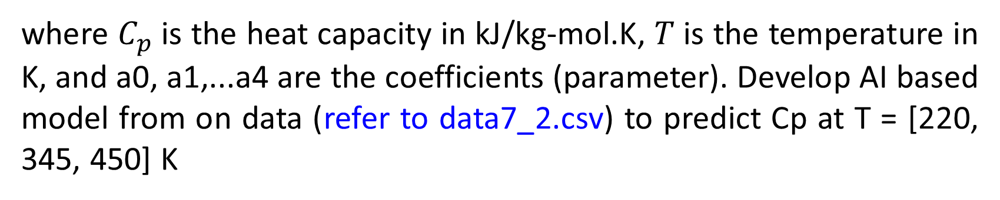 where Cp is the heat capacity in kJ/kg-mol.K, T is the temperature in
K, and a0, a1,...a4 are the coefficients (parameter). Develop AI based
model from on data (refer to data7_2.csv) to predict Cp at T = [220,
345, 450] K